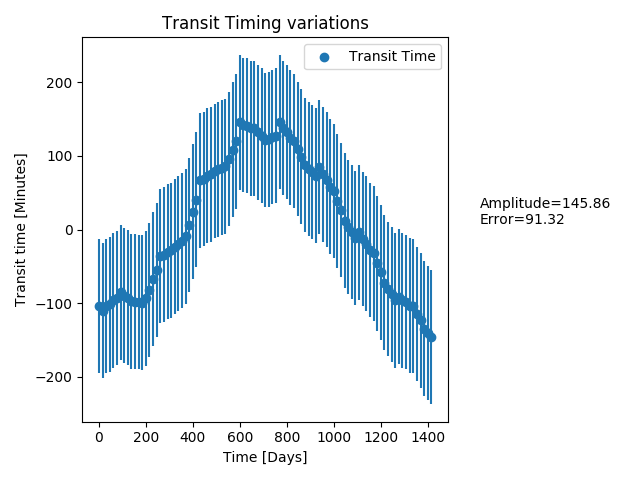 Transit Timing variations
Transit Time
Transit time [Minutes]
200
100
0
−100
−200
0
200
400
600
800
1000
1200
1400
Time [Days]
Amplitude=145.86
Error=91.32